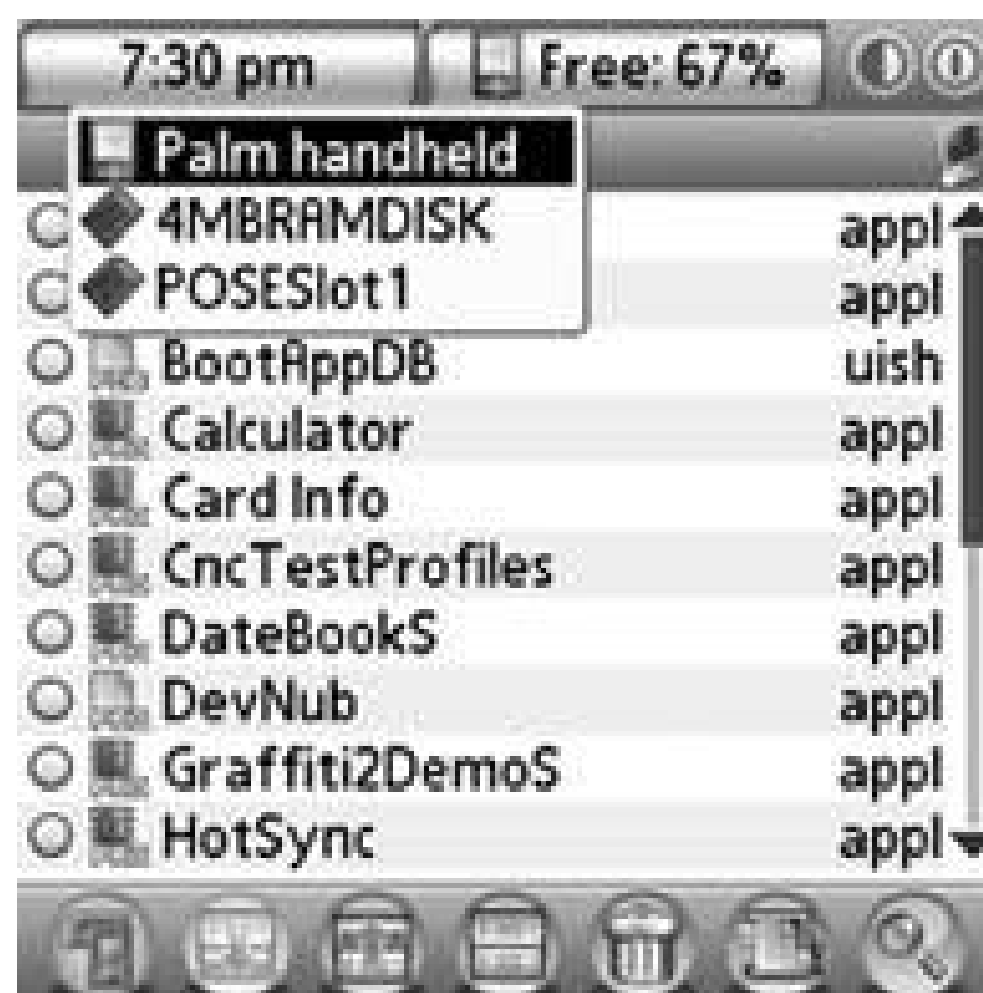 7:30 pm Free: 67%
Palm handheld
4MBRAMDISK
appl
POSESlot1
appl
BootAppDB uish
Calculator appl
Card Info appl
CncTestProfiles appl
DateBookS appl
DevNub appl
Graffiti2DemoS appl
HotSync appl